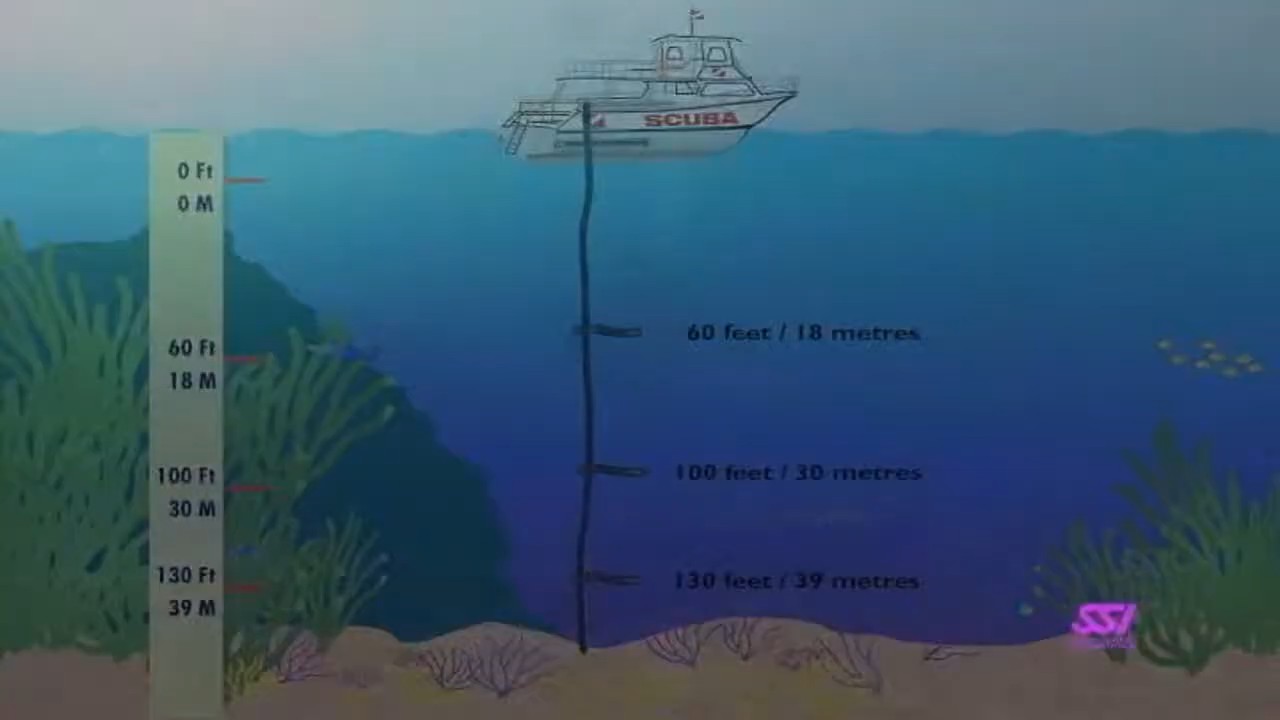 SCUBA
0 Ft
0 M
60 Ft
18 M
60 feet / 18 metres
100 Ft
30 M
100 feet / 30 metres
130 Ft
39 M
130 feet / 39 metres
SSI